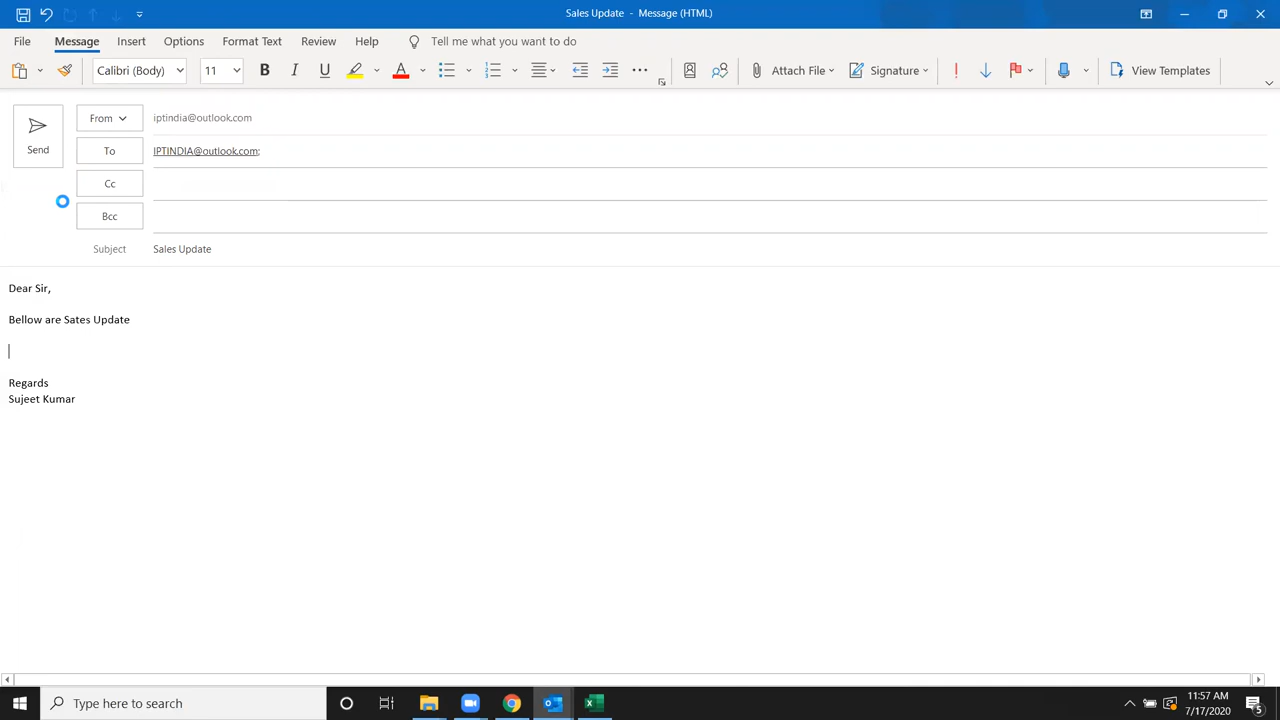 Sales Update - Message (HTML)
File Message Insert Options Format Text Review Help Tell me what you want to do
Calibri (Body) 11 B I U A Attach File Signature View Templates
From iptindia@outlook.com
Send
To IPTINDIA@outlook.com;
Cc
Bcc
Subject Sales Update
Dear Sir,
Bellow are Sates Update
Regards
Sujeet Kumar
Type here to search
11:57 AM
7/17/2020
5